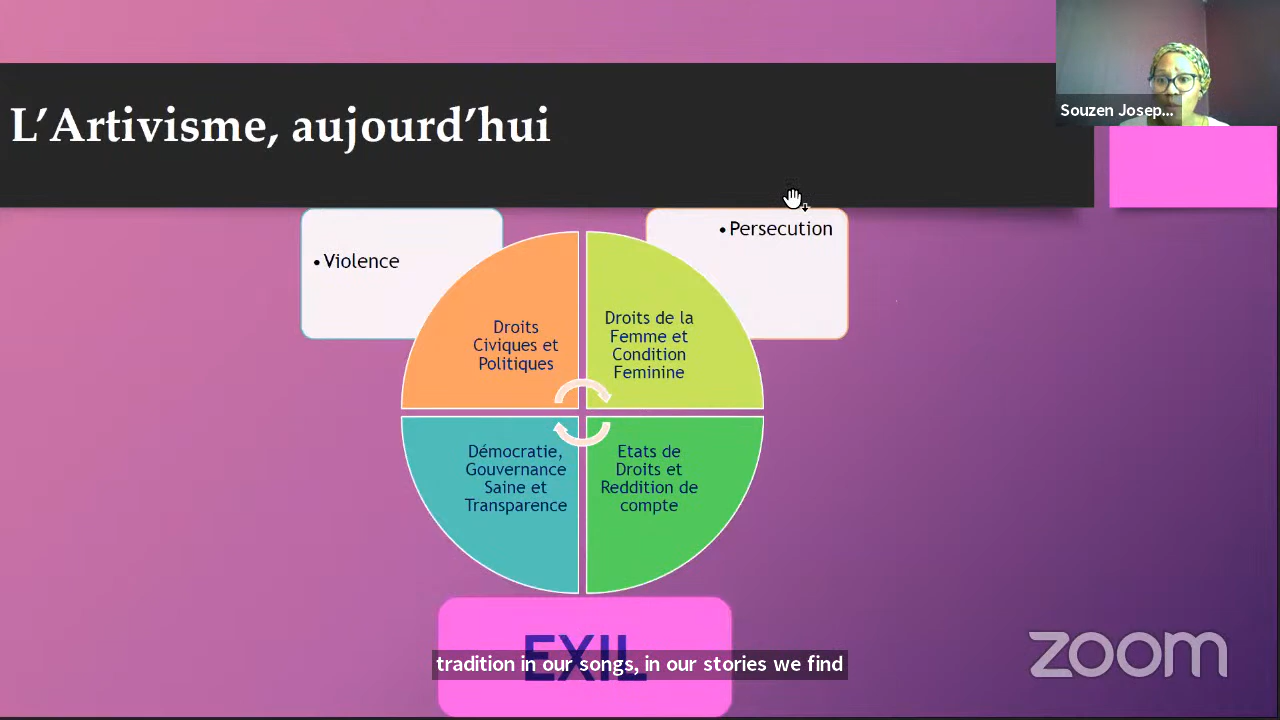 L’Artivisme, aujourd’hui
Souzen Josep...
• Violence
• Persecution
Droits
Civiques et
Politiques
Droits de la
Femme et
Condition
Feminine
Démocratie,
Gouvernance
Saine et
Transparence
Etats de
Droits et
Reddition de
compte
EXIL
tradition in our songs, in our stories we find
zoom